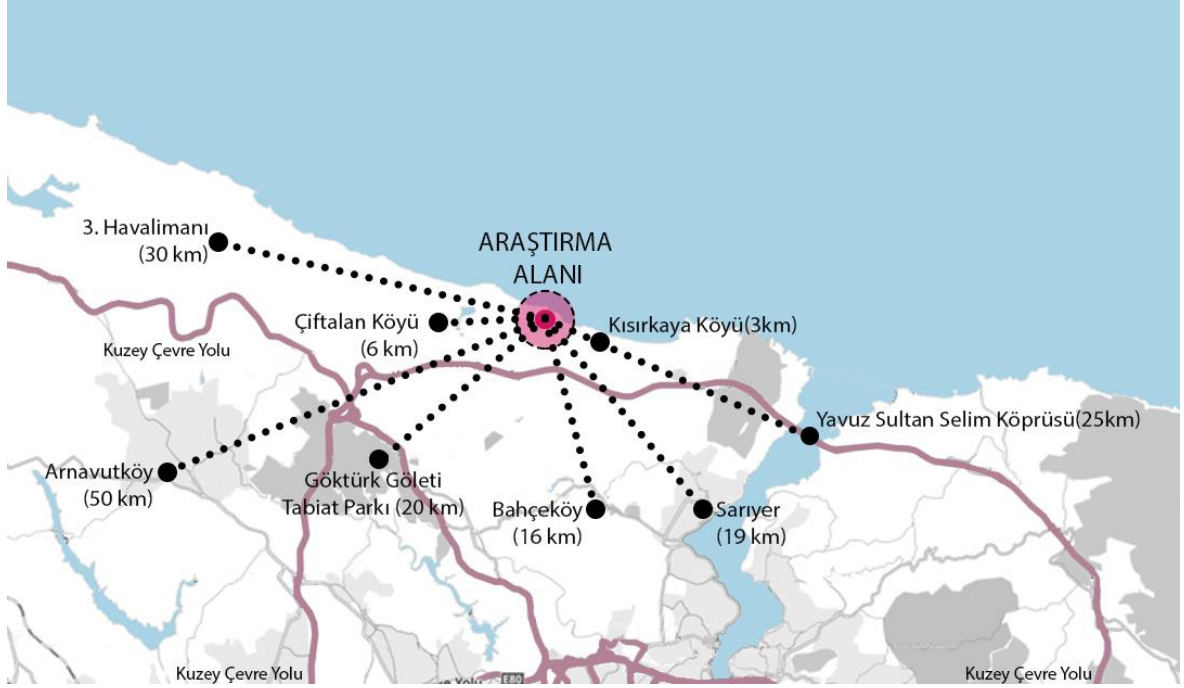 3. Havalimanı
(30 km)
ARAŞTIRMA
ALANI
Çiftalan Köyü
(6 km)
Kısırkaya Köyü(3km)
Kuzey Çevre Yolu
Yavuz Sultan Selim Köprüsü(25km)
Arnavutköy
(50 km)
Göktürk Göleti
Tabiat Parkı (20 km)
Bahçeköy
(16 km)
Sarıyer
(19 km)
Kuzey Çevre Yolu
Yolu
E80
Kuzey Çevre Yolu